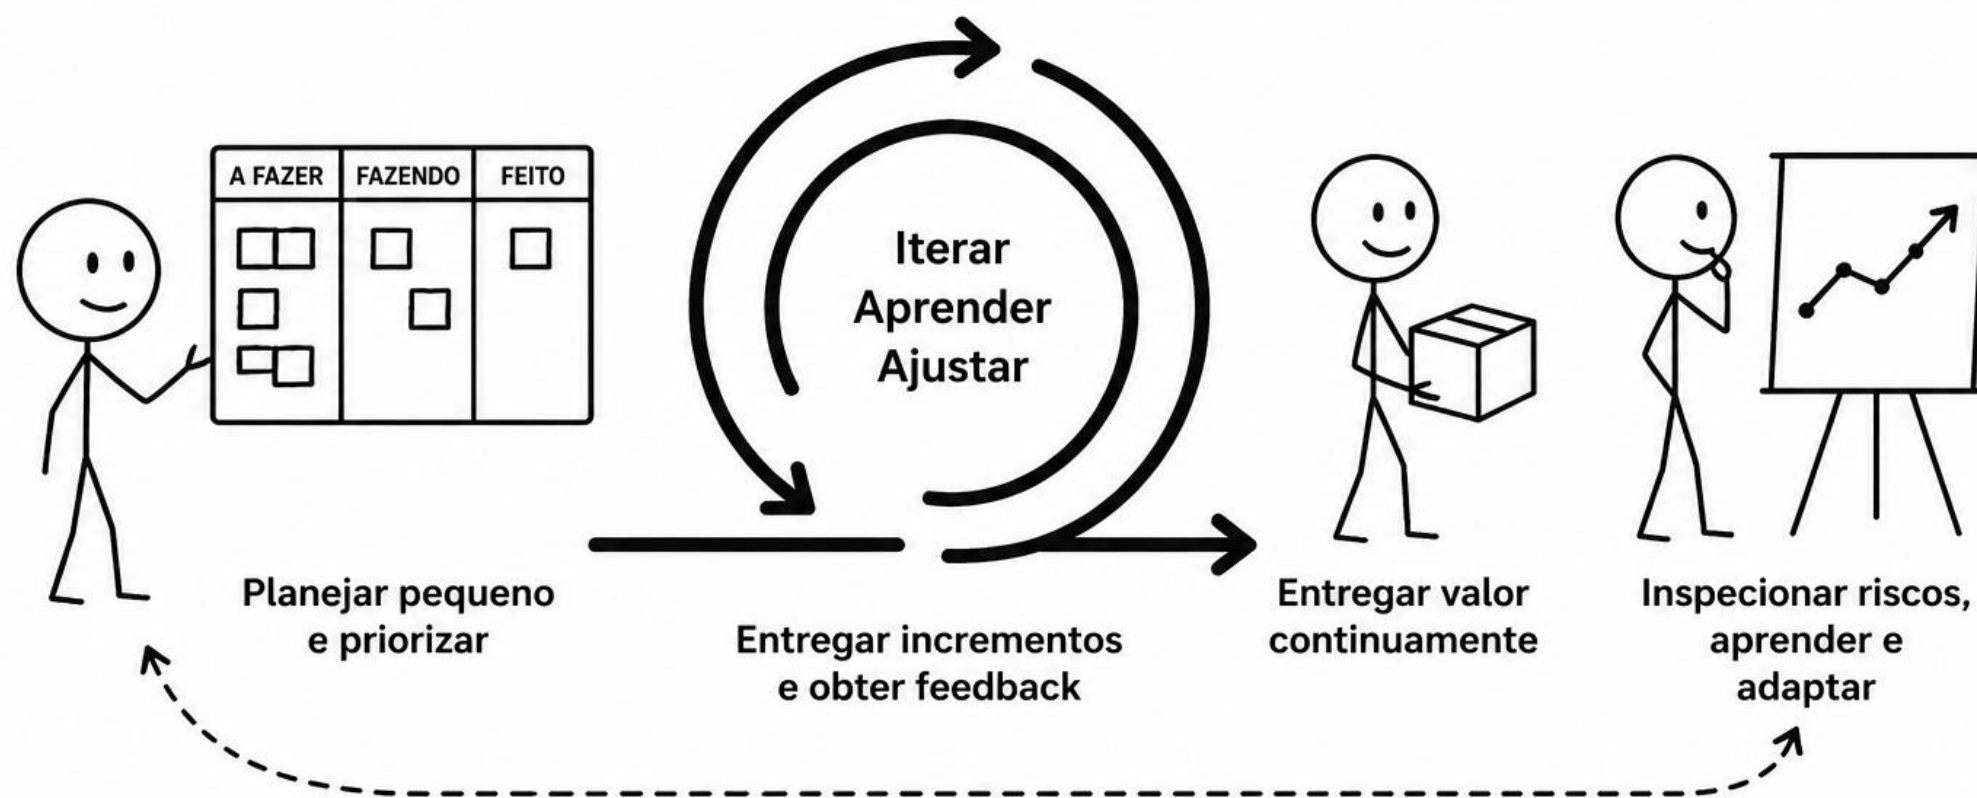 A FAZER
FAZENDO
FEITO
Iterar
Aprender
Ajustar
Planejar pequeno
e priorizar
Entregar incrementos
e obter feedback
Entregar valor
continuamente
Inspecionar riscos,
aprender e
adaptar